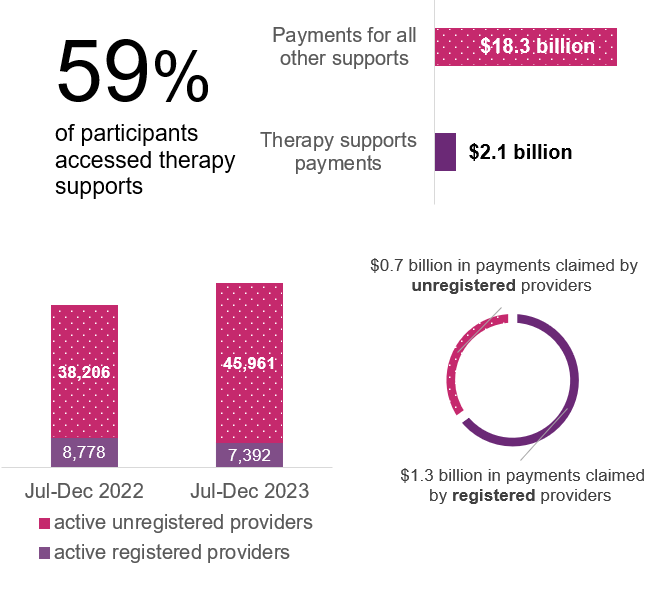 59%
of participants
accessed therapy
supports
Payments for all
other supports
$18.3 billion
Therapy supports
payments
$2.1 billion
38,206
8,778
45,961
7,392
Jul-Dec 2022
Jul-Dec 2023
active unregistered providers
active registered providers
$0.7 billion in payments claimed by
unregistered providers
$1.3 billion in payments claimed
by registered providers